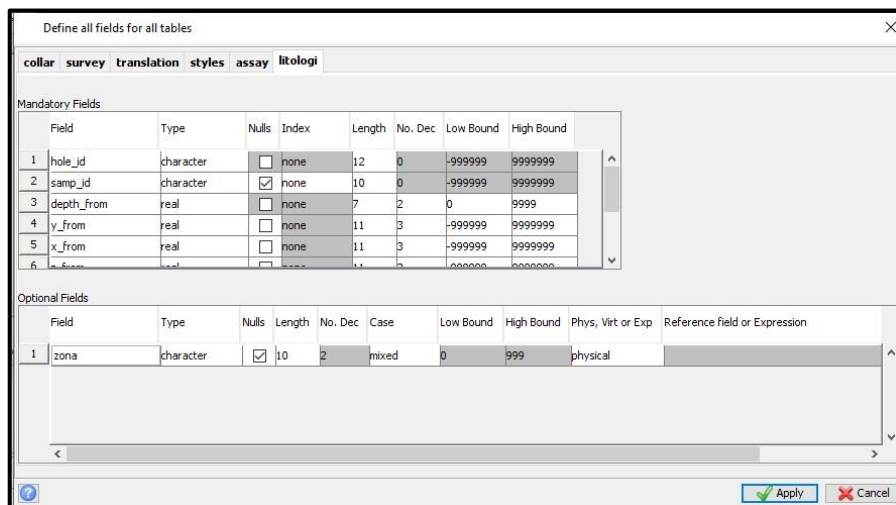 Define all fields for all tables
collar survey translation styles assay litologi
Mandatory Fields
Field Type Nulls Index Length No. Dec Low Bound High Bound
1 hole_id character none 12 0 -999999 9999999
2 samp_id character none 10 0 -999999 9999999
3 depth_from real none 7 2 0 9999
4 y_from real none 11 3 -999999 9999999
5 x_from real none 11 3 -999999 9999999
6
Optional Fields
Field Type Nulls Length No. Dec Case Low Bound High Bound Phys, Virt or Exp Reference field or Expression
1 zona character 10 2 mixed 0 999 physical
Apply Cancel